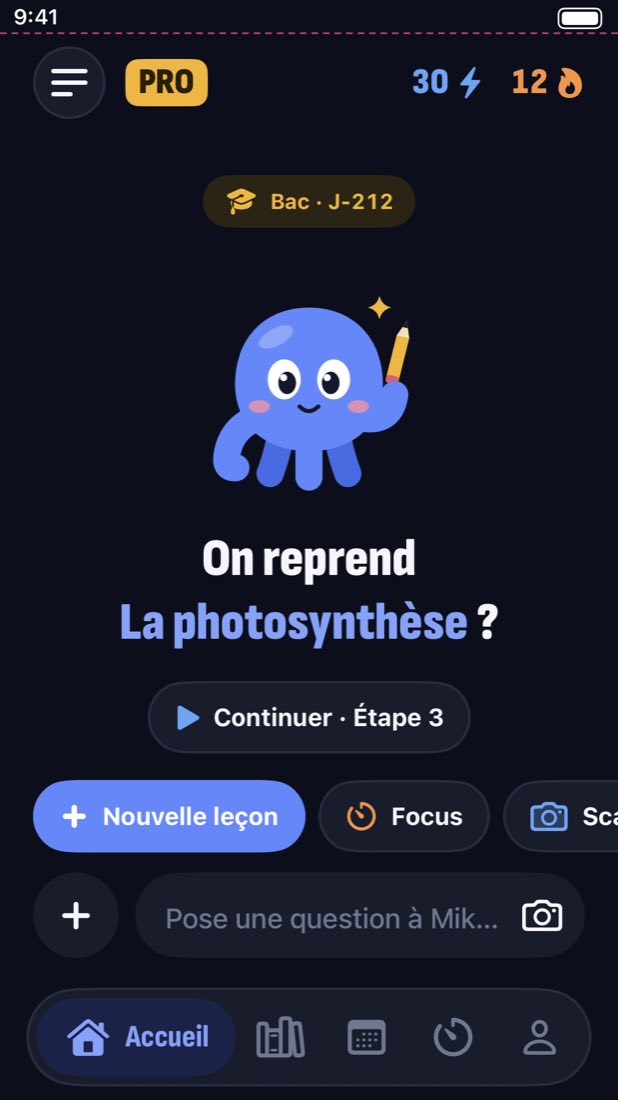 9:41
PRO
30
12
Bac · J-212
On reprend
La photosynthèse ?
Continuer · Étape 3
Nouvelle leçon
Focus
Sca
Pose une question à Mik...
Accueil